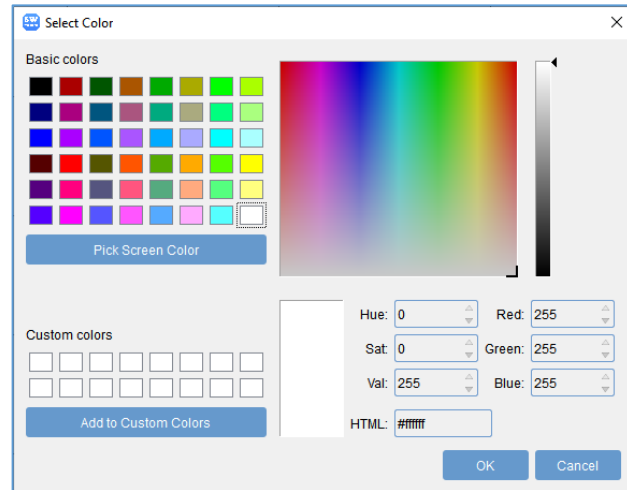 Select Color
Basic colors
Pick Screen Color
Custom colors
Add to Custom Colors
Hue: 0 Red: 255
Sat: 0 Green: 255
Val: 255 Blue: 255
HTML: #ffffff
OK Cancel